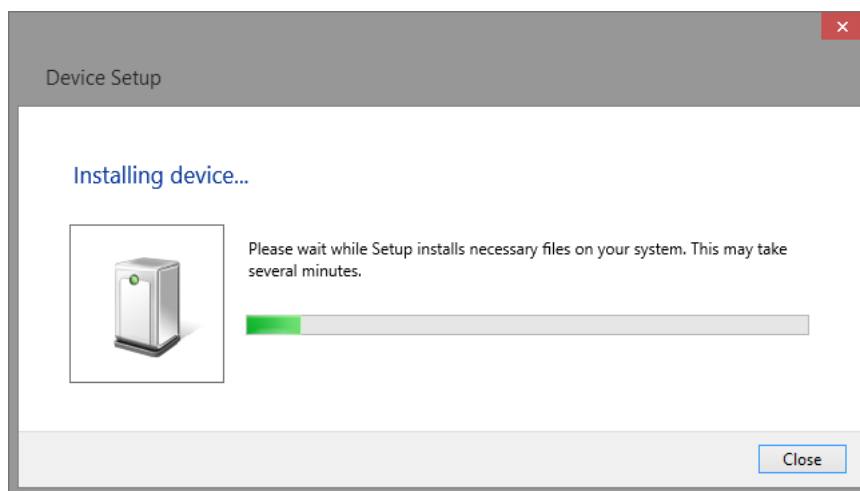 Device Setup
Installing device...
Please wait while Setup installs necessary files on your system. This may take
several minutes.
Close